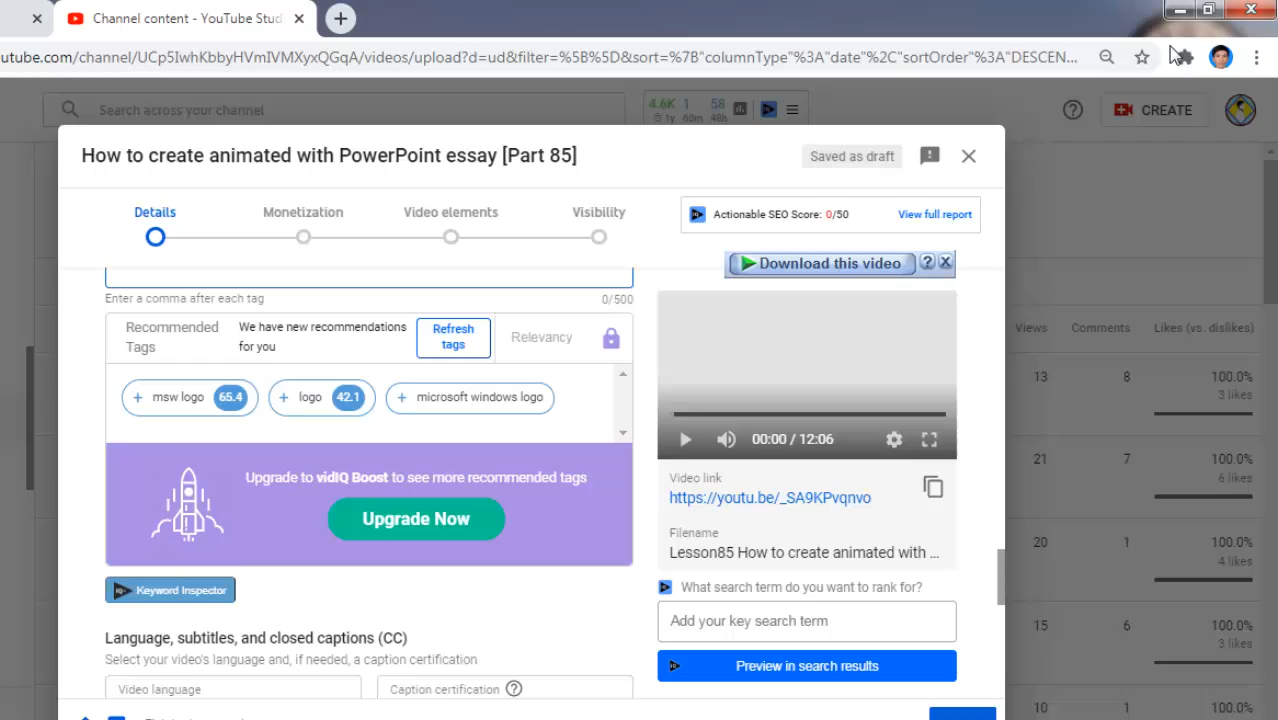 Channel content - YouTube Stud
utube.com/channel/UCp5IwhKbbyHVmIVMXyxQGqA/videos/upload?d=ud&filter=%5B%5D&sort=%7B"columnType"%3A"date"%2C"sortOrder"%3A"DESCEN...
Search across your channel
4.6K 1 58
1y 60m 48h
CREATE
How to create animated with PowerPoint essay [Part 85]
Saved as draft
Details
Monetization
Video elements
Visibility
Actionable SEO Score: 0/50
View full report
Download this video
Enter a comma after each tag
0/500
Recommended Tags
We have new recommendations for you
Refresh tags
Relevancy
+ msw logo 65.4
+ logo 42.1
+ microsoft windows logo
Upgrade to vidIQ Boost to see more recommended tags
Upgrade Now
Keyword Inspector
Language, subtitles, and closed captions (CC)
Select your video's language and, if needed, a caption certification
Video language
Caption certification
00:00 / 12:06
Video link
https://youtu.be/_SA9KPvqnvo
Filename
Lesson85 How to create animated with ...
What search term do you want to rank for?
Add your key search term
Preview in search results
Views Comments Likes (vs. dislikes)
13 8 100.0%
3 likes
21 7 100.0%
6 likes
20 1 100.0%
4 likes
15 6 100.0%
3 likes
10 1 100.0%